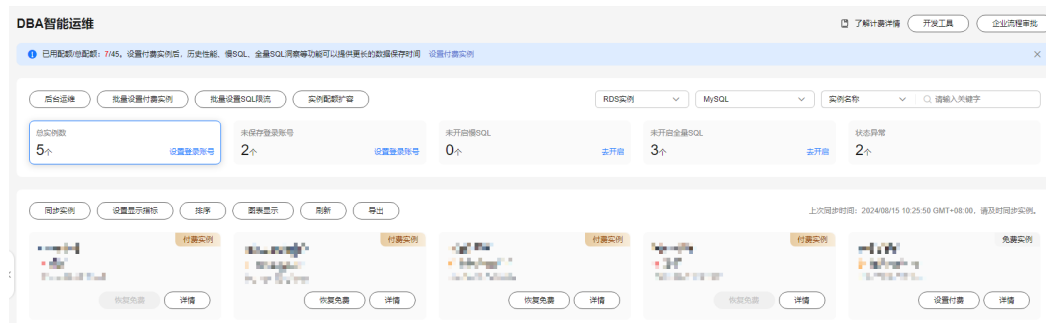 DBA智能运维
了解计费详情 开发工具 企业流程审批
已用配额/总配额：7/45。设置付费实例后，历史性能、慢SQL、全量SQL洞察等功能可以提供更长的数据保存时间 设置付费实例
后台运维 批量设置付费实例 批量设置SQL限流 实例配额扩容 RDS实例 MySQL 实例名称 请输入关键字
总实例数 未保存登录账号 未开启慢SQL 未开启全量SQL 状态异常
5个 设置登录账号 2个 设置登录账号 0个 去开启 3个 去开启 2个
同步实例 设置显示指标 排序 图表显示 刷新 导出 上次同步时间：2024/08/15 10:25:50 GMT+08:00，请及时同步实例。
付费实例 付费实例 付费实例 付费实例 免费实例
恢复免费 详情 恢复免费 详情 恢复免费 详情 恢复免费 详情 设置付费 详情